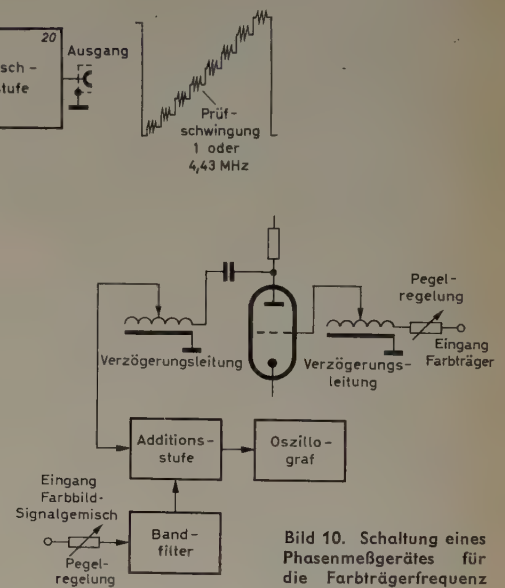 20
Ausgang
sch-
tufe
Prüf-
schwingung
1 oder
4,43 MHz
Pegel-
regelung
Eingang
Farbträger
Verzögerungsleitung
Verzögerungs-
leitung
Additions-
stufe
Oszillo-
graf
Eingang
Farbbild-
Signalgemisch
Pegel-
regelung
Band-
filter
Bild 10. Schaltung eines
Phasenmeßgerätes für
die Farbträgerfrequenz